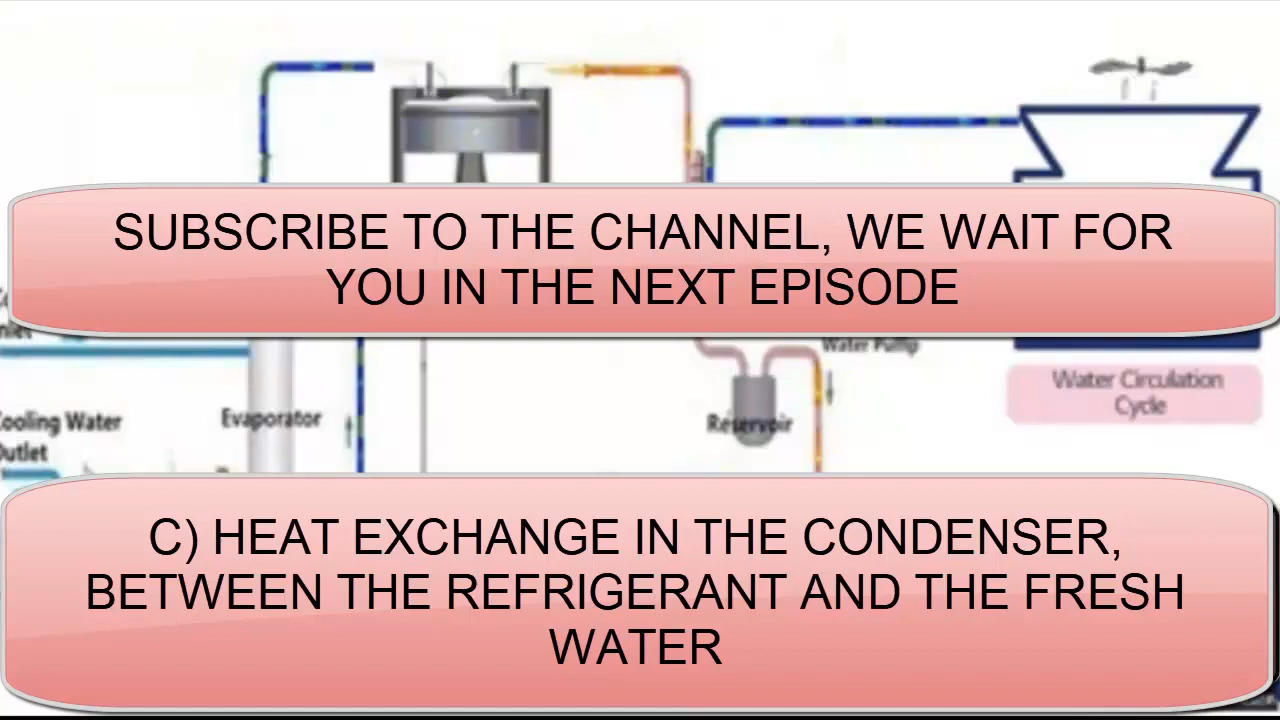 SUBSCRIBE TO THE CHANNEL, WE WAIT FOR
YOU IN THE NEXT EPISODE
Water Pump
Water Circulation
Cycle
Cooling Water
Outlet
Evaporator
Reservoir
C) HEAT EXCHANGE IN THE CONDENSER,
BETWEEN THE REFRIGERANT AND THE FRESH
WATER